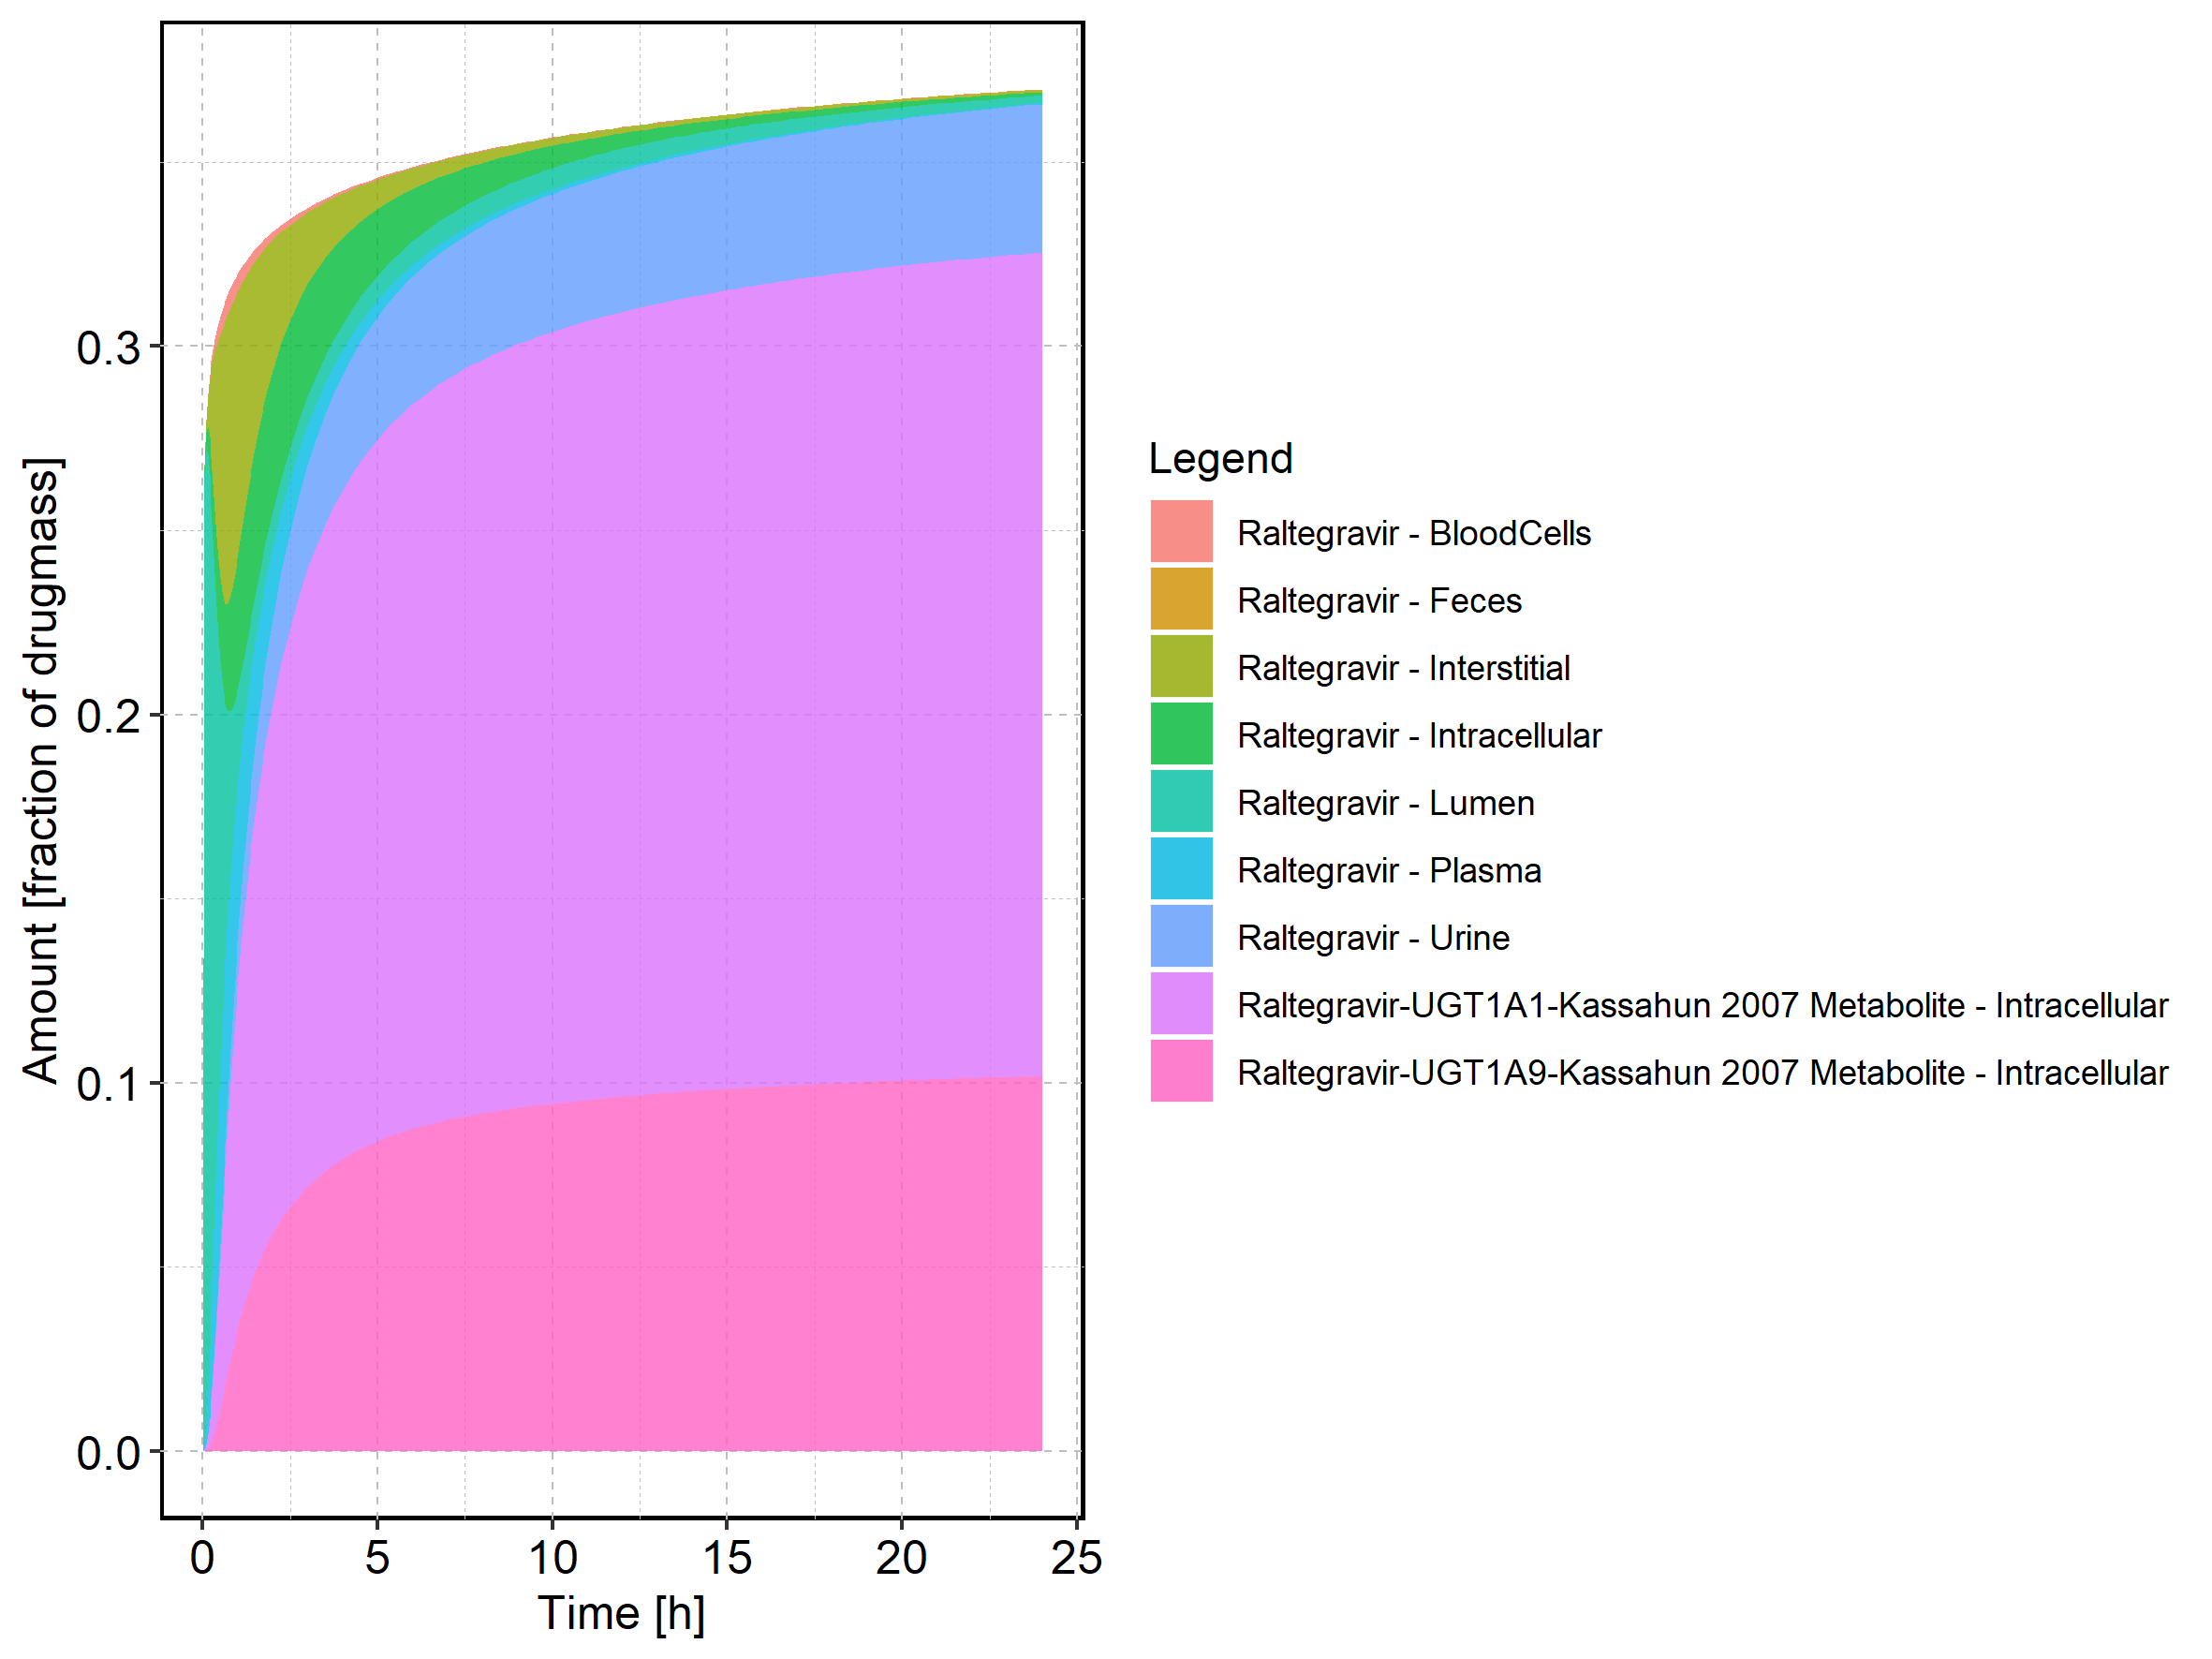 Amount [fraction of drugmass]
0.3
0.2
0.1
0.0
0
5
10
15
20
25
Time [h]
Legend
Raltegravir - BloodCells
Raltegravir - Feces
Raltegravir - Interstitial
Raltegravir - Intracellular
Raltegravir - Lumen
Raltegravir - Plasma
Raltegravir - Urine
Raltegravir-UGT1A1-Kassahun 2007 Metabolite - Intracellular
Raltegravir-UGT1A9-Kassahun 2007 Metabolite - Intracellular